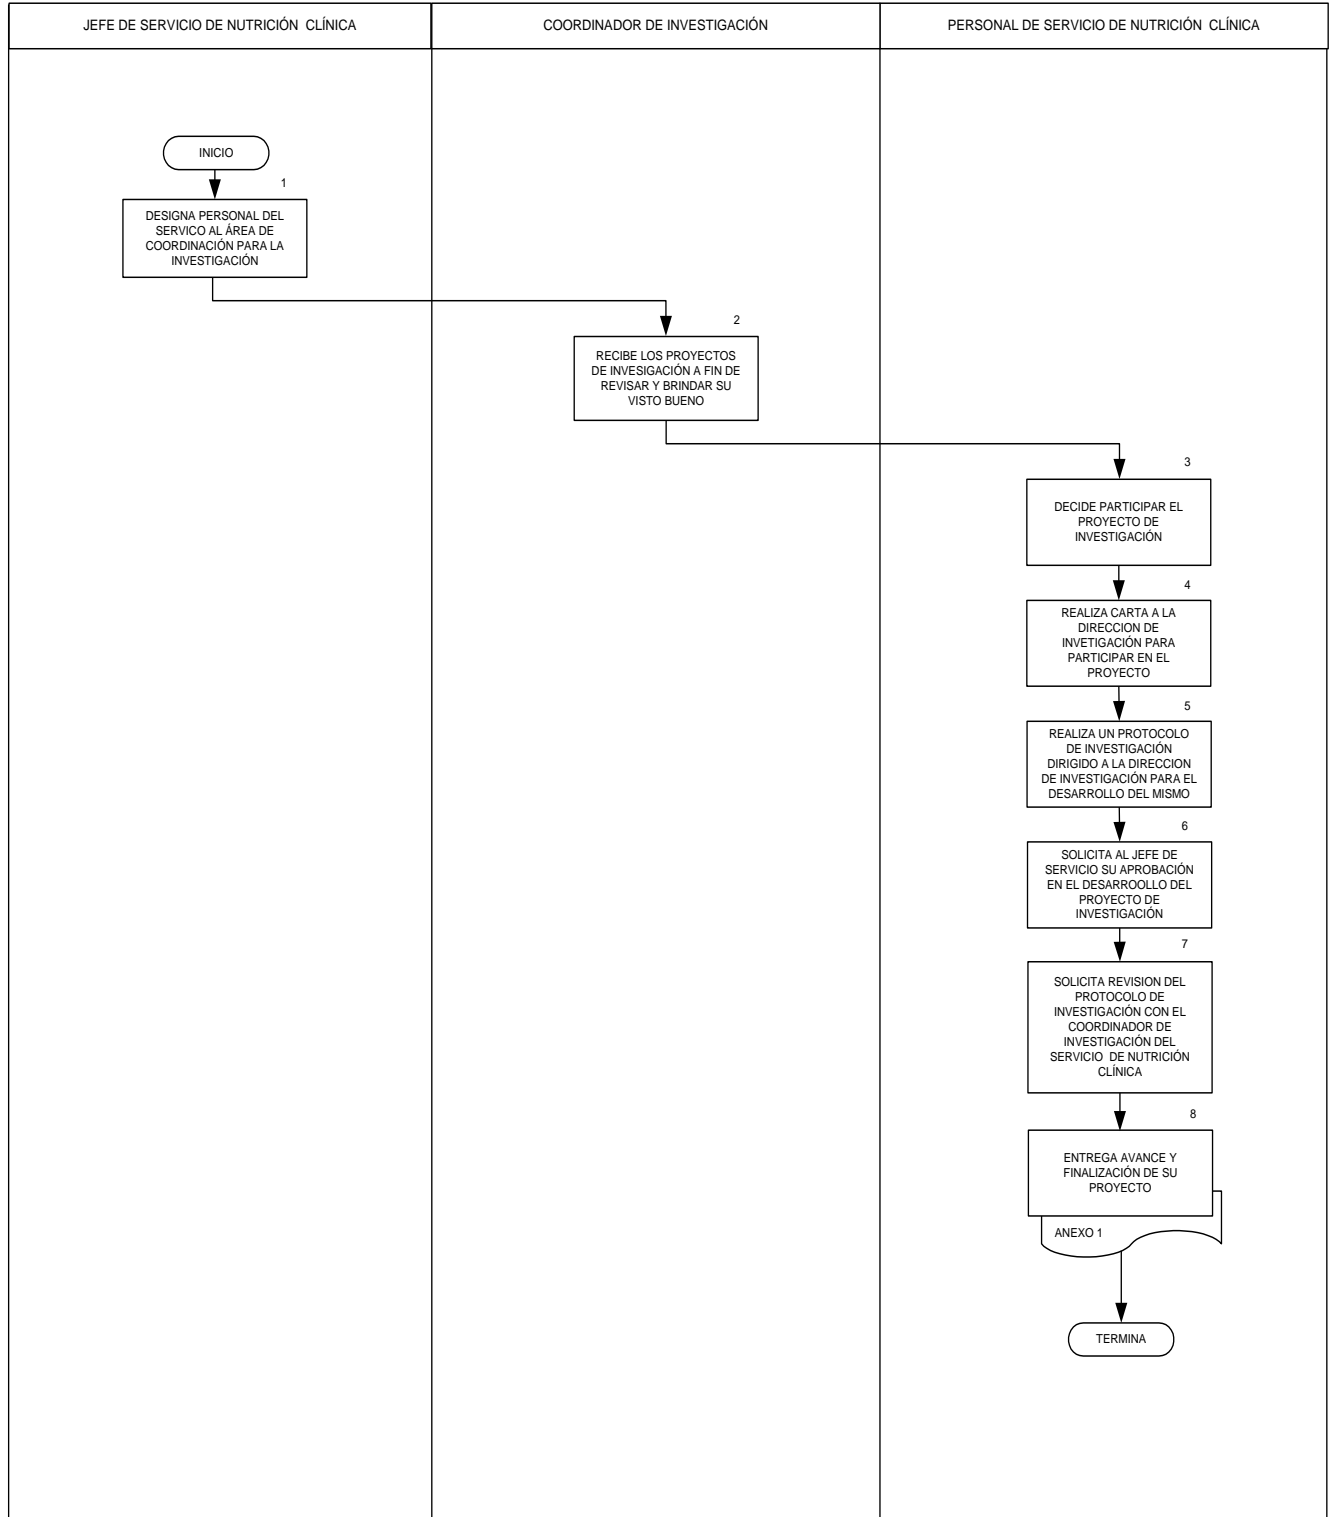 JEFE DE SERVICIO DE NUTRICIÓN CLÍNICA
COORDINADOR DE INVESTIGACIÓN
PERSONAL DE SERVICIO DE NUTRICIÓN CLÍNICA
INICIO
1
DESIGNA PERSONAL DEL
SERVICO AL ÁREA DE
COORDINACIÓN PARA LA
INVESTIGACIÓN
2
RECIBE LOS PROYECTOS
DE INVESIGACIÓN A FIN DE
REVISAR Y BRINDAR SU
VISTO BUENO
3
DECIDE PARTICIPAR EL
PROYECTO DE
INVESTIGACIÓN
4
REALIZA CARTA A LA
DIRECCION DE
INVETIGACIÓN PARA
PARTICIPAR EN EL
PROYECTO
5
REALIZA UN PROTOCOLO
DE INVESTIGACIÓN
DIRIGIDO A LA DIRECCION
DE INVESTIGACIÓN PARA EL
DESARROLLO DEL MISMO
6
SOLICITA AL JEFE DE
SERVICIO SU APROBACIÓN
EN EL DESARROOLLO DEL
PROYECTO DE
INVESTIGACIÓN
7
SOLICITA REVISION DEL
PROTOCOLO DE
INVESTIGACIÓN CON EL
COORDINADOR DE
INVESTIGACIÓN DEL
SERVICIO DE NUTRICIÓN
CLÍNICA
8
ENTREGA AVANCE Y
FINALIZACIÓN DE SU
PROYECTO
ANEXO 1
TERMINA